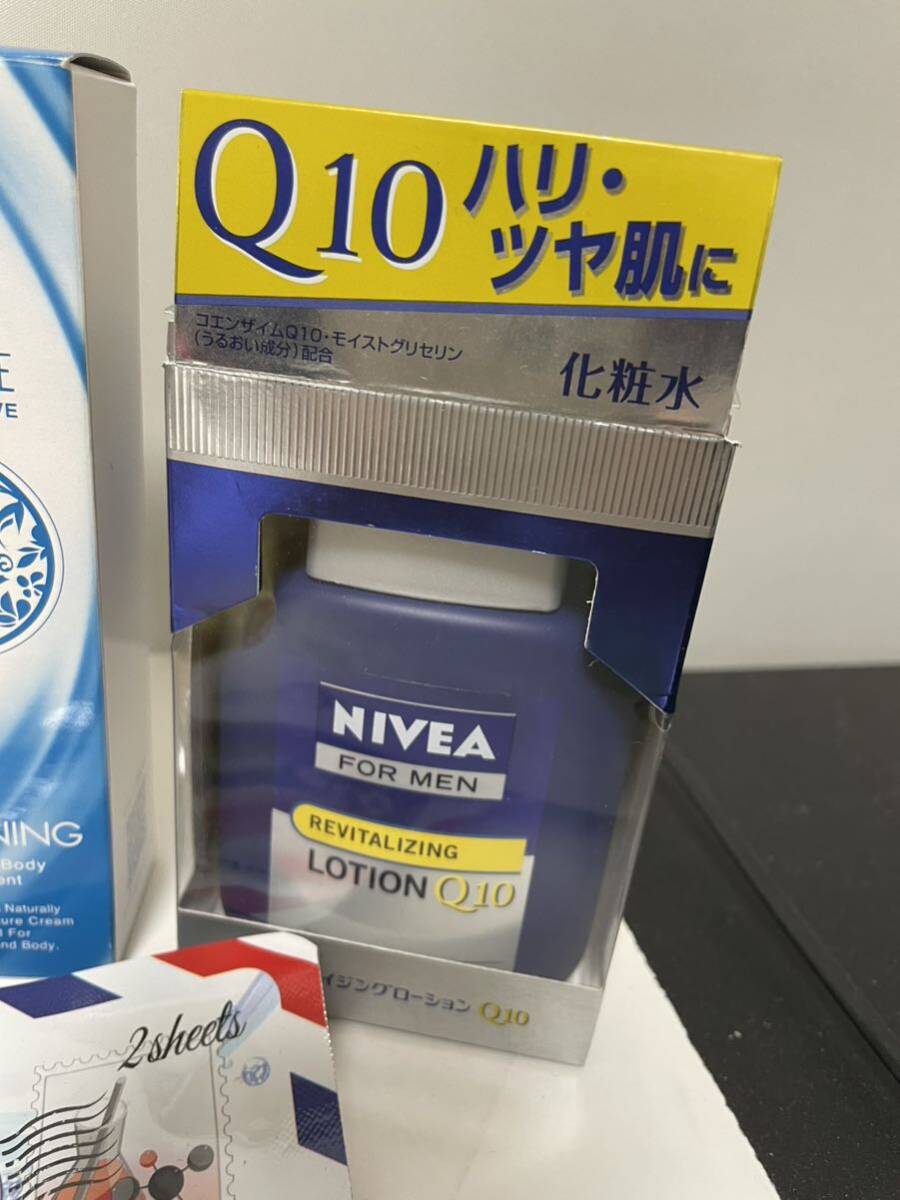 Q10 ハリ・
ツヤ肌に
コエンザイムQ10・モイストグリセリン
(うるおい成分)配合
化粧水
NIVEA
FOR MEN
REVITALIZING
LOTION Q10
イジングローション Q10
NING
Body
ent
Naturally
ure Cream
For
nd Body.
2sheets